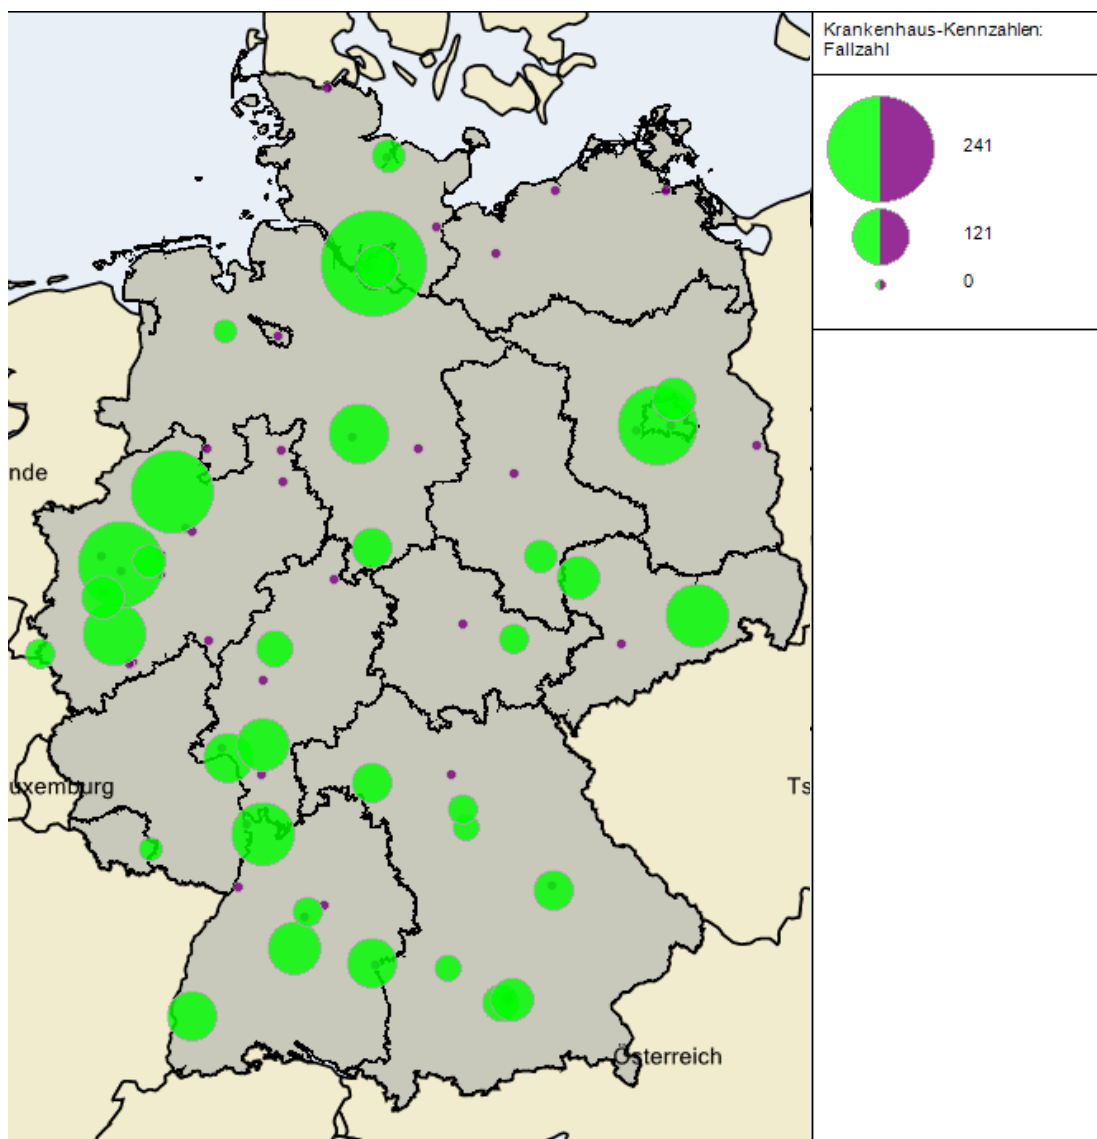 Krankenhaus-Kennzahlen:
Fallzahl
241
121
0
nde
uxemburg
Ts
Österreich